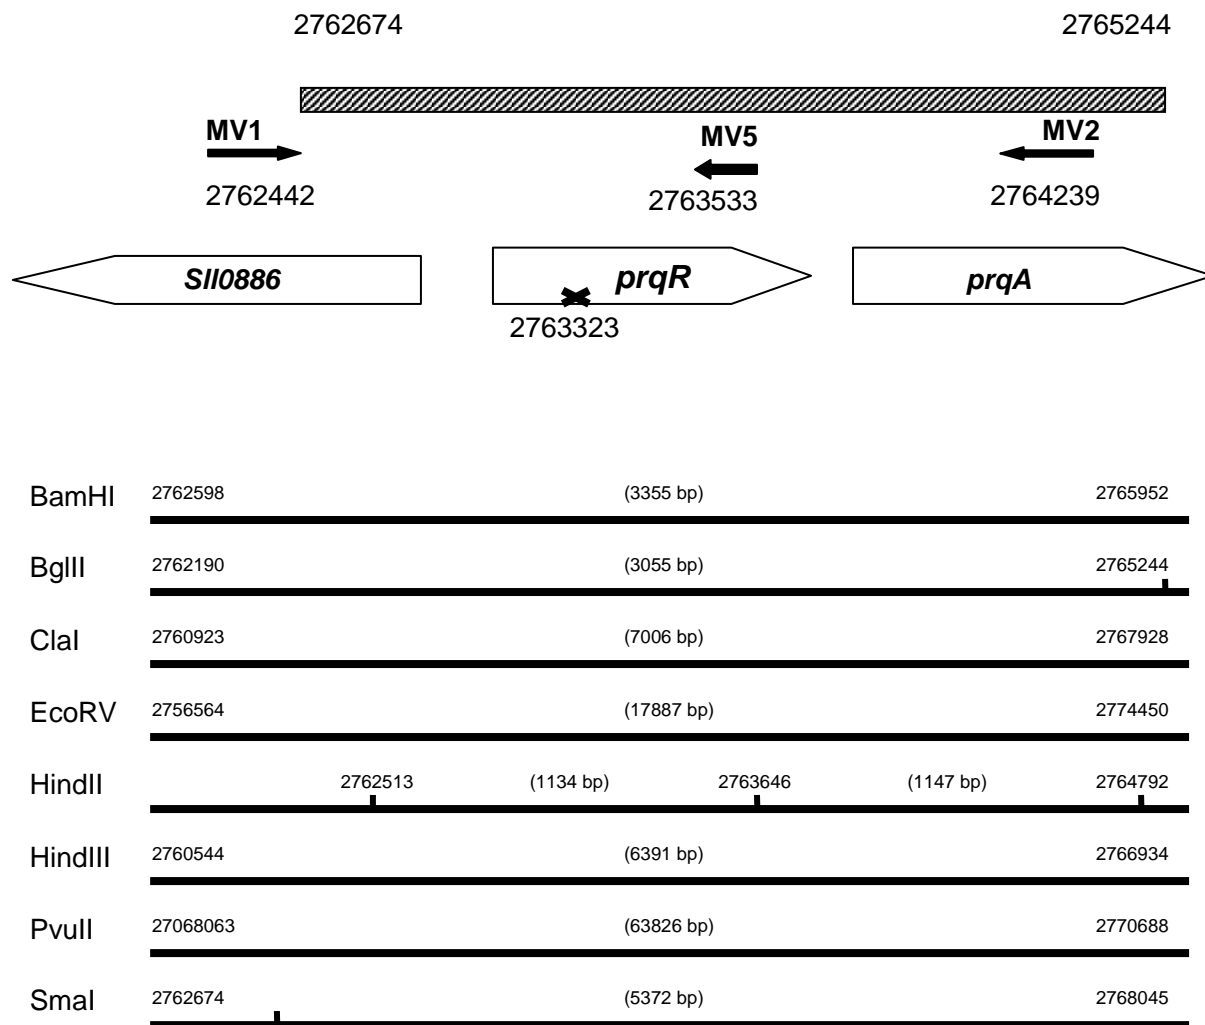 2762674 2765244
MV1 MV5 MV2
2762442 2763533 2764239
Sll0886 prqR prqA
2763323
BamHI 2762598 (3355 bp) 2765952
BglII 2762190 (3055 bp) 2765244
ClaI 2760923 (7006 bp) 2767928
EcoRV 2756564 (17887 bp) 2774450
HindII 2762513 (1134 bp) 2763646 (1147 bp) 2764792
HindIII 2760544 (6391 bp) 2766934
PvuII 27068063 (63826 bp) 2770688
SmaI 2762674 (5372 bp) 2768045